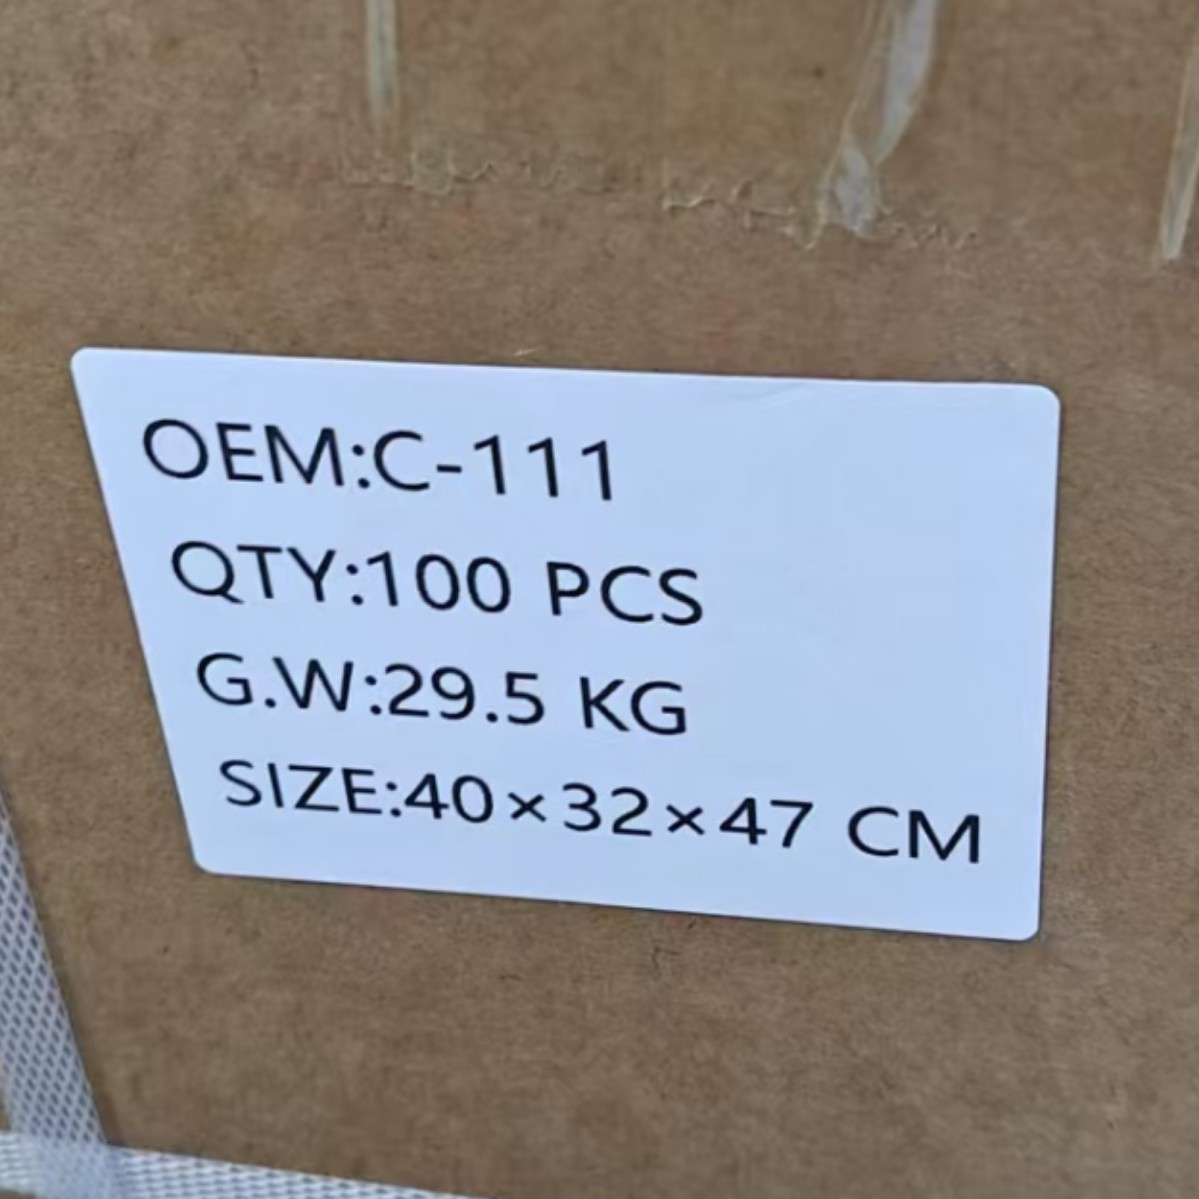 OEM:C-111
QTY:100 PCS
G.W:29.5 KG
SIZE:40×32×47 CM